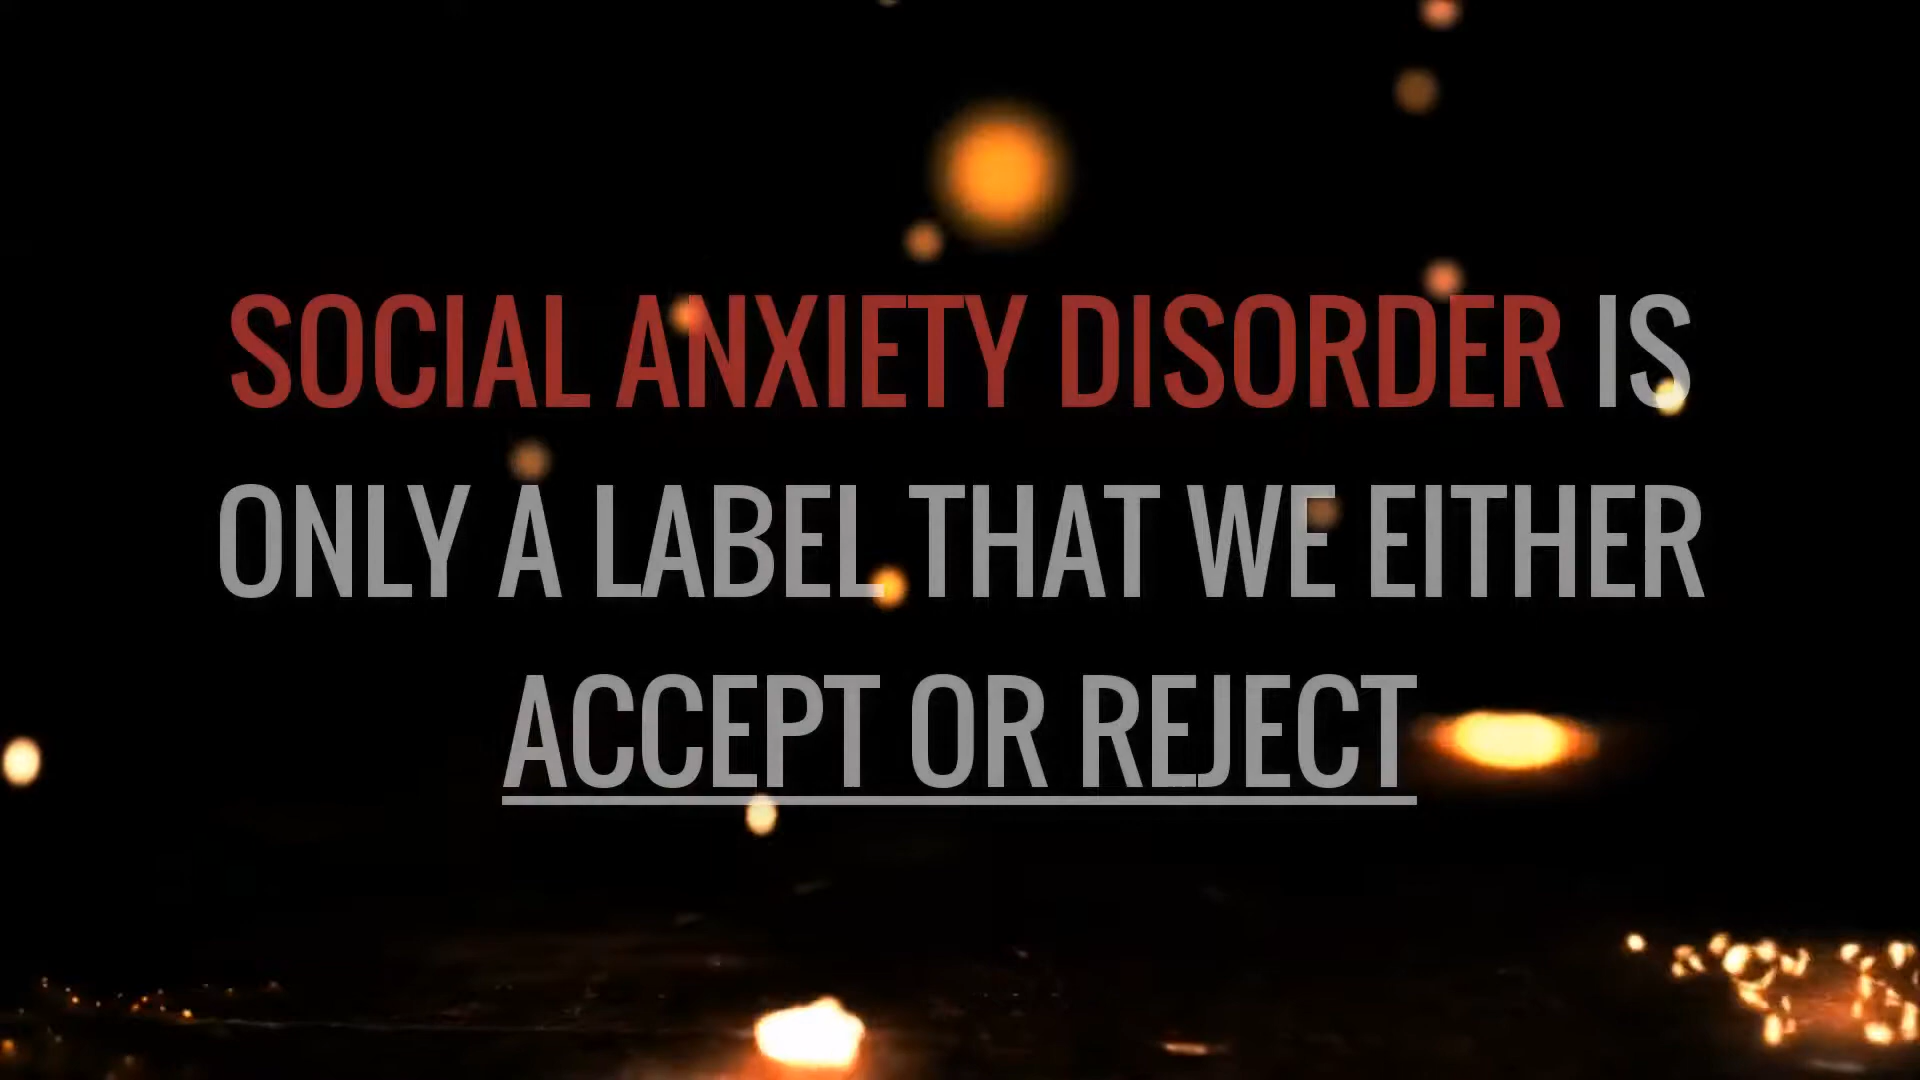 SOCIAL ANXIETY DISORDER IS
ONLY A LABEL THAT WE EITHER
ACCEPT OR REJECT